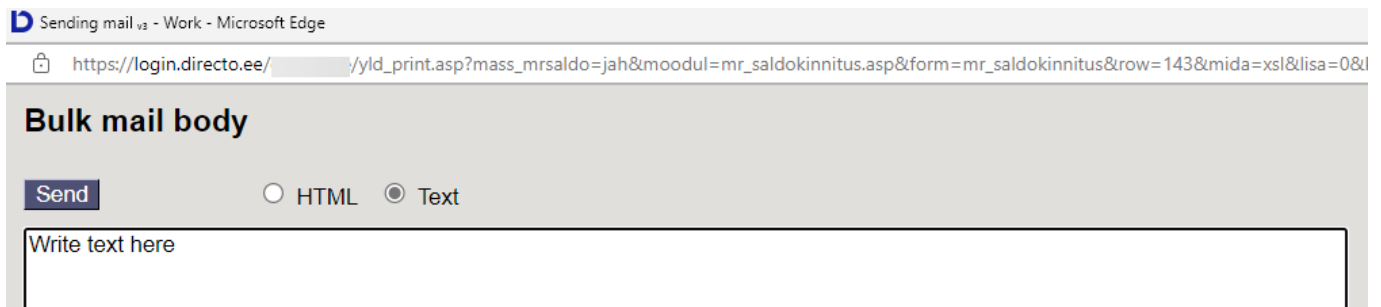 Sending mail v3 - Work - Microsoft Edge
https://login.directo.ee/ /yld_print.asp?mass_mrsaldo=jah&moodul=mr_saldokinnitus.asp&form=mr_saldokinnitus&row=143&mida=xsl&lisa=0&
Bulk mail body
Send HTML Text
Write text here